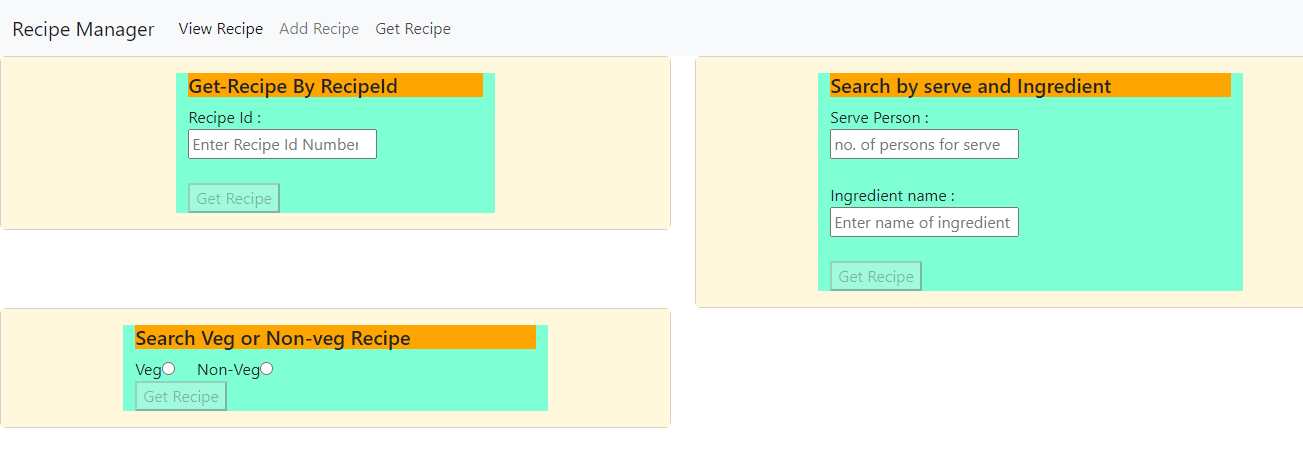 Recipe Manager View Recipe Add Recipe Get Recipe
Get-Recipe By RecipeId
Recipe Id :
Enter Recipe Id Number
Get Recipe
Search by serve and Ingredient
Serve Person :
no. of persons for serve
Ingredient name :
Enter name of ingredient
Get Recipe
Search Veg or Non-veg Recipe
Veg Non-Veg
Get Recipe